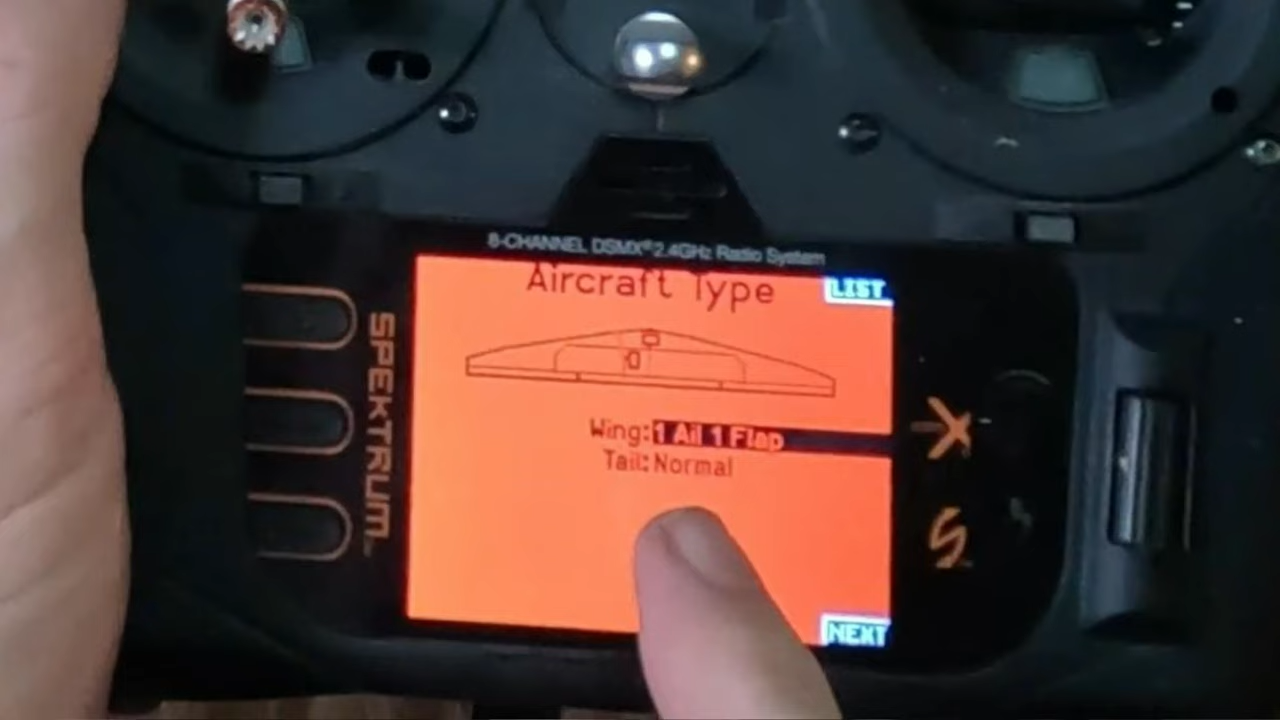 8-CHANNEL DSMX® 2.4GHz Radio System
Aircraft Type
LIST
SPEKTRUM
Wing:1 Ail 1 Flap
Tail:Normal
NEXT